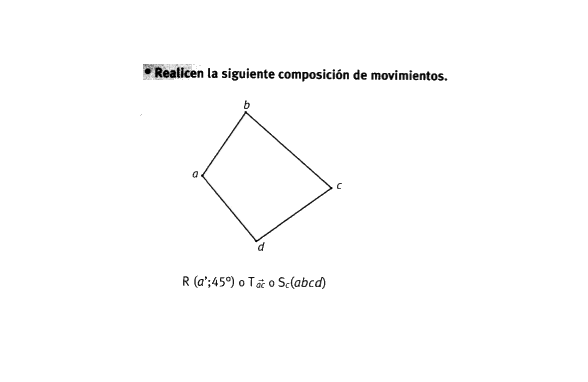 • Realicen la siguiente composición de movimientos.
b
a
c
d
R (a’;45°) o T ac⃗ o Sc(abcd)